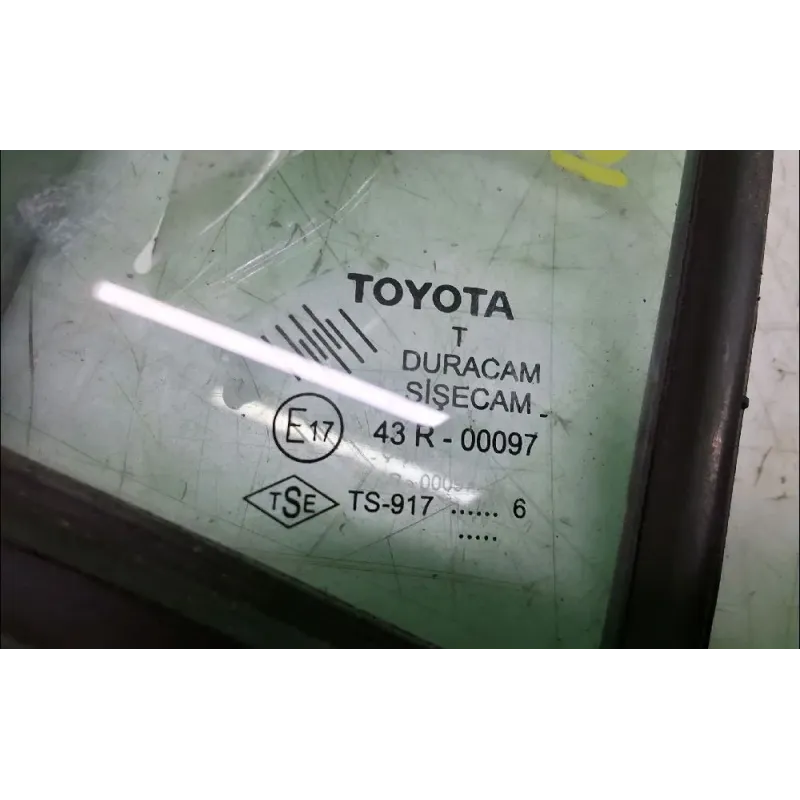 TOYOTA
T
DURACAM
SİŞECAM -
E17 43 R - 00097
TSE TS-917 ...... 6
.....